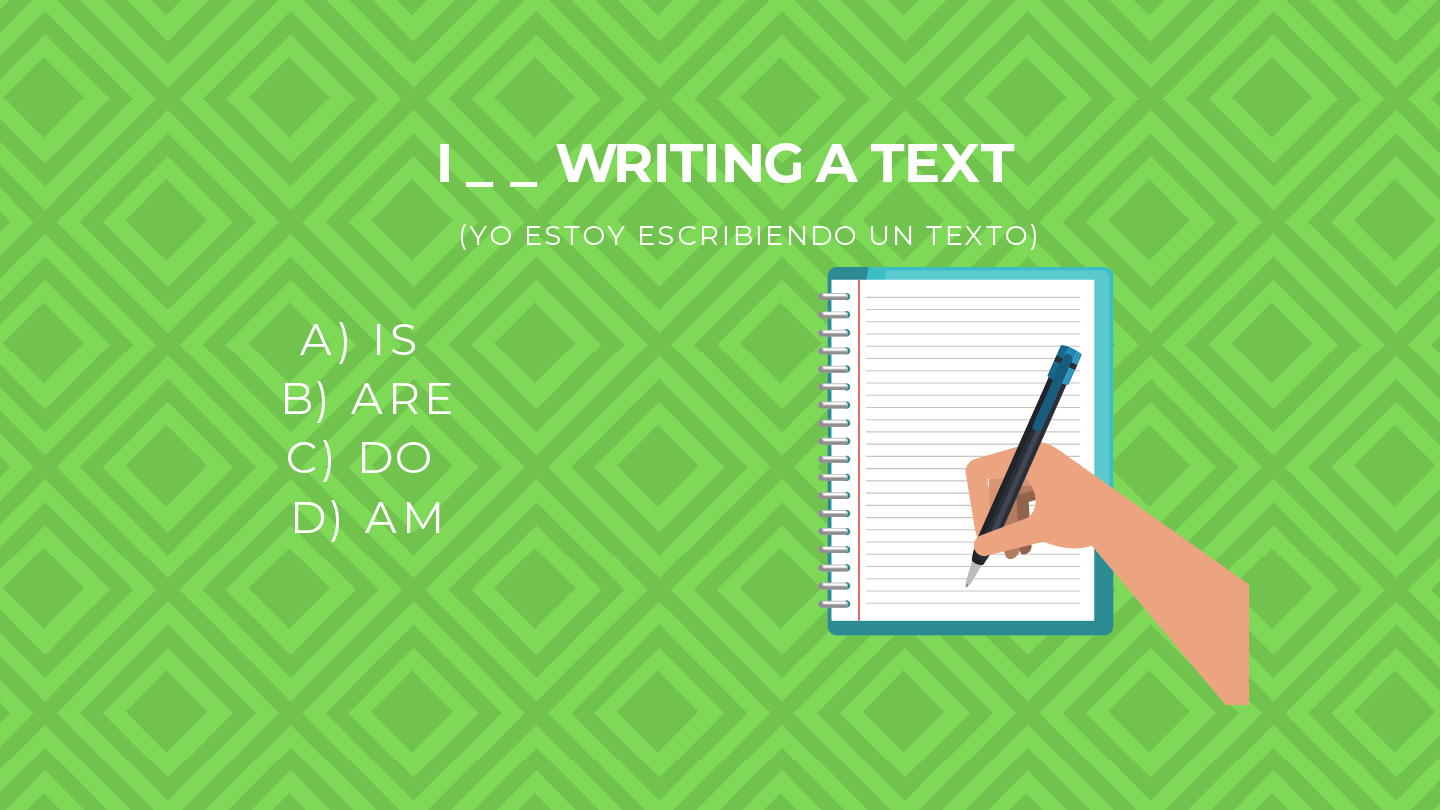 I _ _ WRITING A TEXT
(YO ESTOY ESCRIBIENDO UN TEXTO)
A) IS
B) ARE
C) DO
D) AM